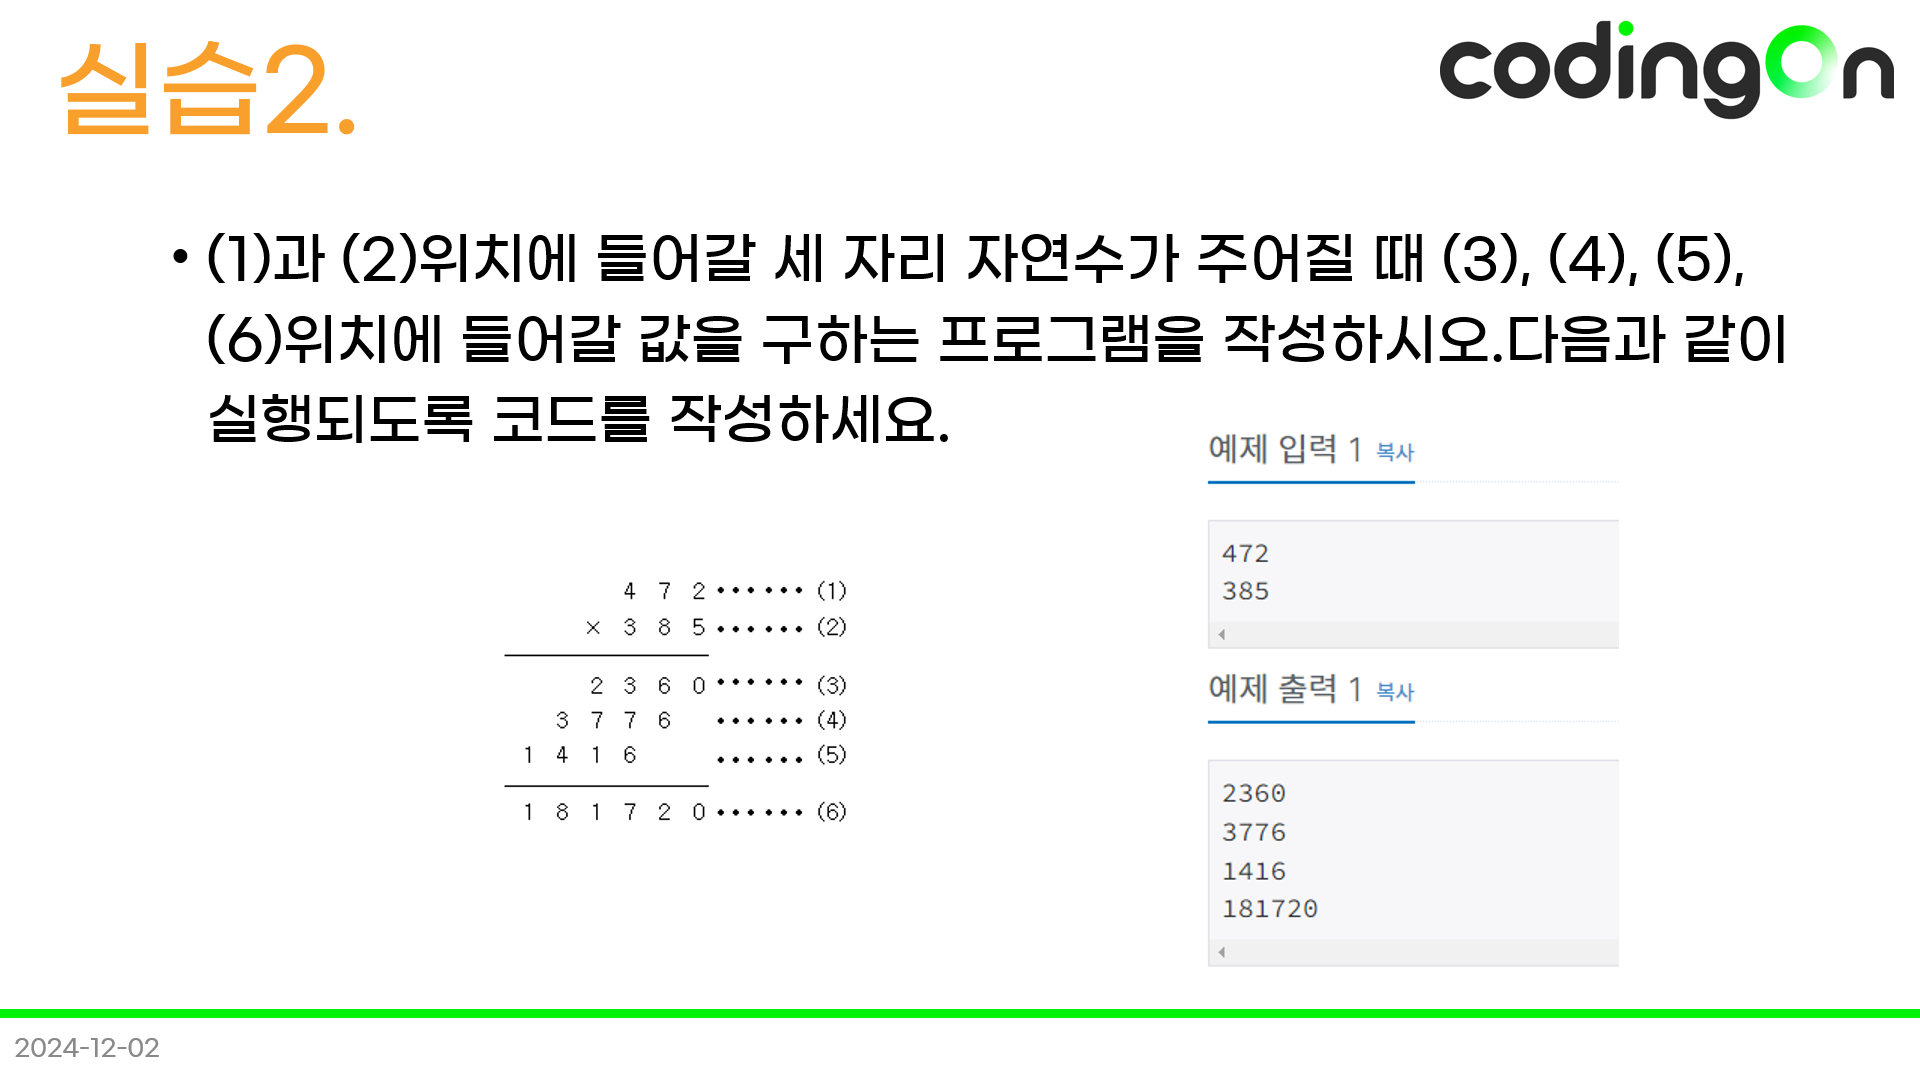 실습2.
codingOn
• (1)과 (2)위치에 들어갈 세 자리 자연수가 주어질 때 (3), (4), (5),
(6)위치에 들어갈 값을 구하는 프로그램을 작성하시오.다음과 같이
실행되도록 코드를 작성하세요.
4 7 2 •••••• (1)
× 3 8 5 •••••• (2)
2 3 6 0 •••••• (3)
3 7 7 6 •••••• (4)
1 4 1 6 •••••• (5)
1 8 1 7 2 0 •••••• (6)
예제 입력 1 복사
472
385
예제 출력 1 복사
2360
3776
1416
181720
2024-12-02